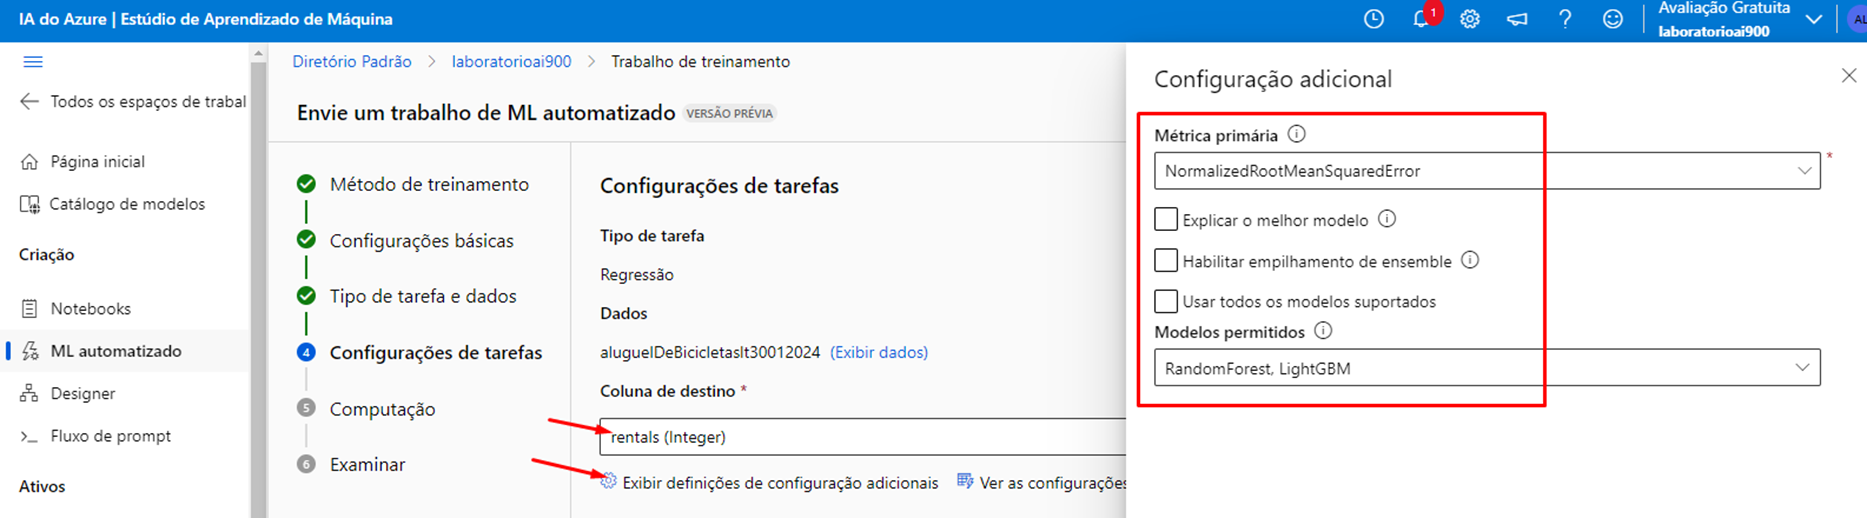 IA do Azure | Estúdio de Aprendizado de Máquina
1
Avaliação Gratuita
laboratorioai900
AL
Todos os espaços de trabal
Página inicial
Catálogo de modelos
Criação
Notebooks
ML automatizado
Designer
Fluxo de prompt
Ativos
Diretório Padrão > laboratorioai900 > Trabalho de treinamento
Envie um trabalho de ML automatizado VERSÃO PRÉVIA
Método de treinamento
Configurações básicas
Tipo de tarefa e dados
4 Configurações de tarefas
5 Computação
6 Examinar
Configurações de tarefas
Tipo de tarefa
Regressão
Dados
aluguelDeBicicletaslt30012024 (Exibir dados)
Coluna de destino *
rentals (Integer)
Exibir definições de configuração adicionais Ver as configurações
Configuração adicional
Métrica primária
NormalizedRootMeanSquaredError *
Explicar o melhor modelo
Habilitar empilhamento de ensemble
Usar todos os modelos suportados
Modelos permitidos
RandomForest, LightGBM